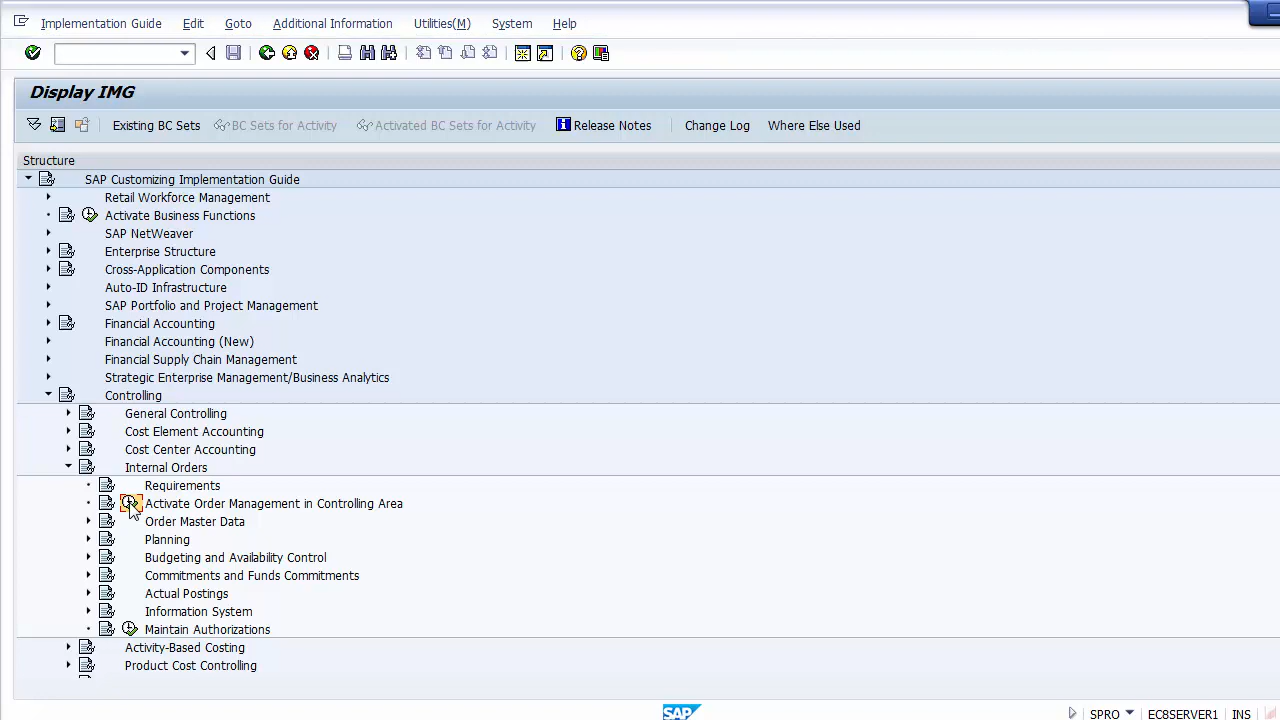 Implementation Guide Edit Goto Additional Information Utilities(M) System Help
Display IMG
Existing BC Sets BC Sets for Activity Activated BC Sets for Activity Release Notes Change Log Where Else Used
Structure
SAP Customizing Implementation Guide
Retail Workforce Management
Activate Business Functions
SAP NetWeaver
Enterprise Structure
Cross-Application Components
Auto-ID Infrastructure
SAP Portfolio and Project Management
Financial Accounting
Financial Accounting (New)
Financial Supply Chain Management
Strategic Enterprise Management/Business Analytics
Controlling
General Controlling
Cost Element Accounting
Cost Center Accounting
Internal Orders
Requirements
Activate Order Management in Controlling Area
Order Master Data
Planning
Budgeting and Availability Control
Commitments and Funds Commitments
Actual Postings
Information System
Maintain Authorizations
Activity-Based Costing
Product Cost Controlling
SAP SPRO EC8SERVER1 INS